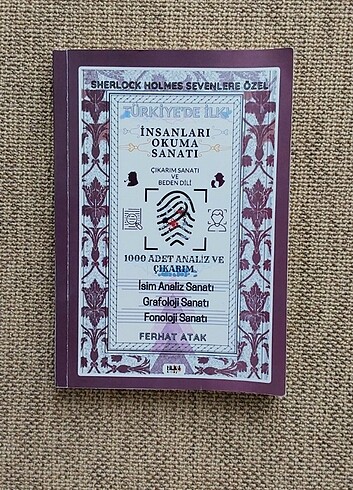 SHERLOCK HOLMES SEVENLERE ÖZEL
TÜRKİYE'DE İLK
İNSANLARI
OKUMA
SANATI
ÇIKARIM SANATI
VE
BEDEN DİLİ
1000 ADET ANALİZ VE
ÇIKARIM
İsim Analiz Sanatı
Grafoloji Sanatı
Fonoloji Sanatı
FERHAT ATAK